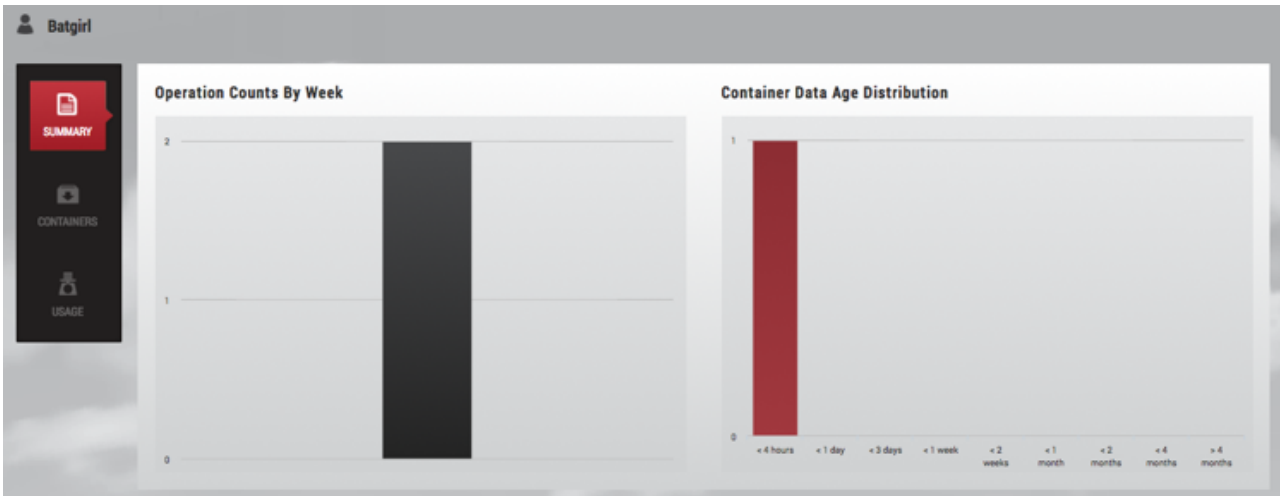 Batgirl
SUMMARY
CONTAINERS
USAGE
Operation Counts By Week
2
1
0
Container Data Age Distribution
1
0
< 4 hours
< 1 day
< 3 days
< 1 week
< 2
weeks
< 1
month
< 2
months
< 4
months
> 4
months